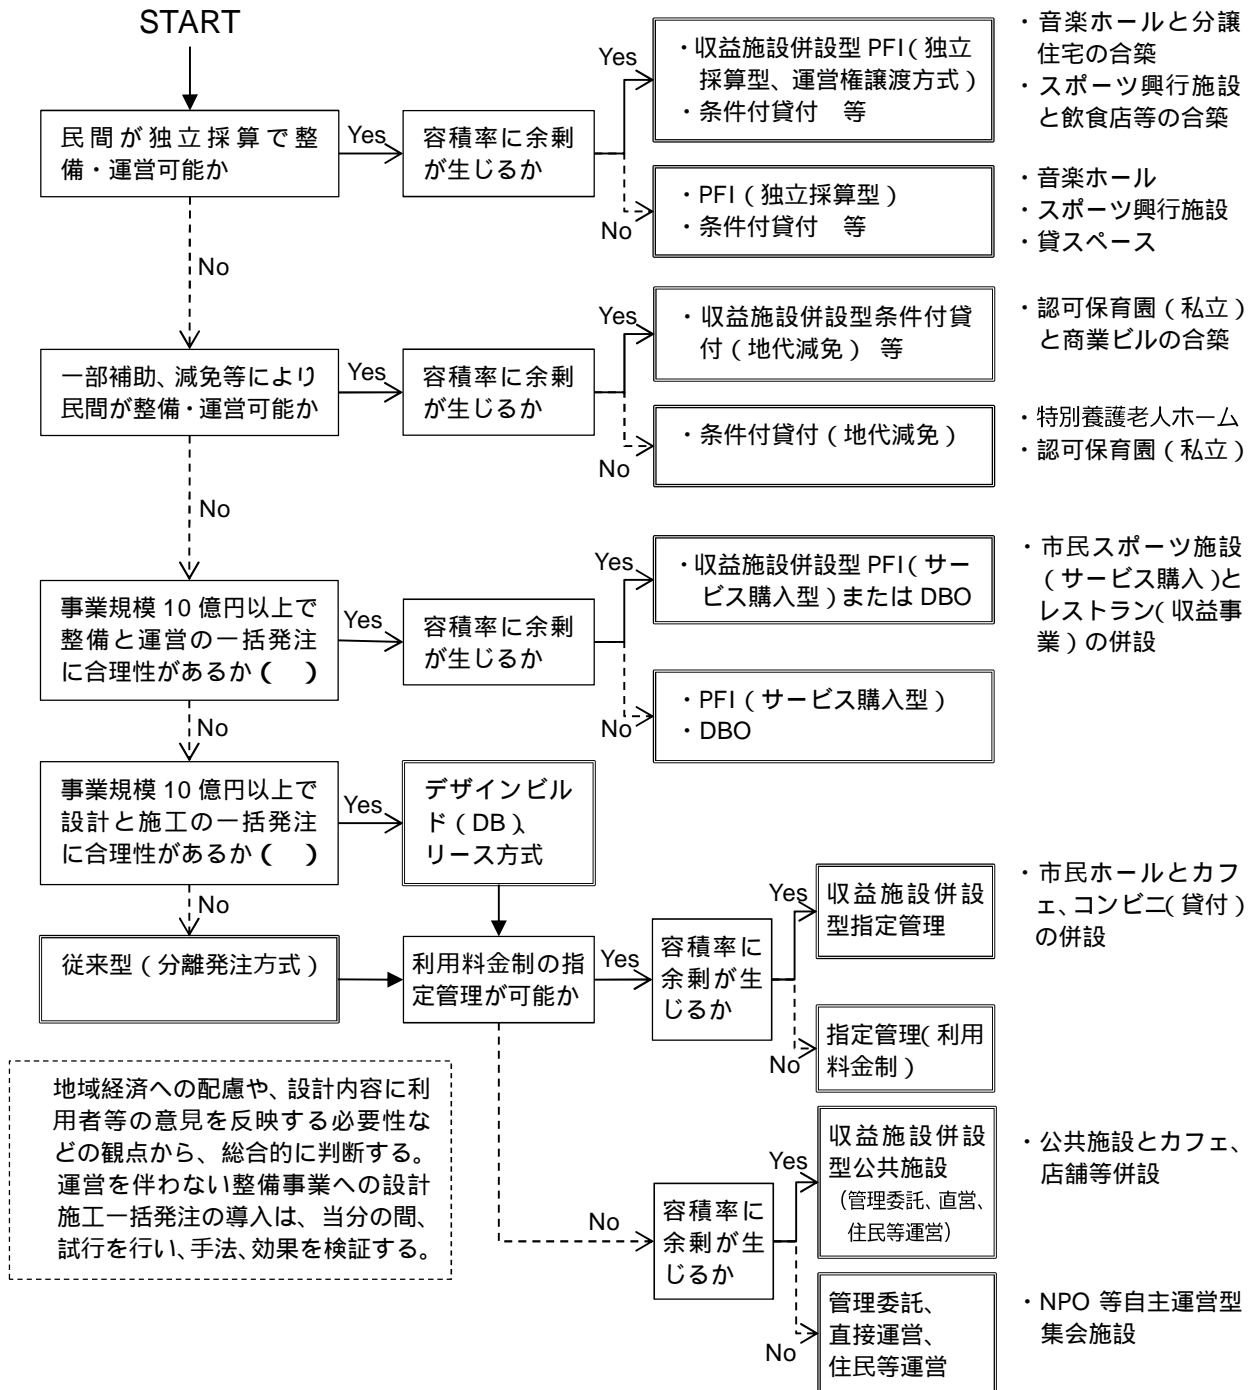 START
民間が独立採算で整
備・運営可能か
Yes
容積率に余剰
が生じるか
Yes
・収益施設併設型 PFI(独立
採算型、運営権譲渡方式)
・条件付貸付 等
・音楽ホールと分譲
住宅の合築
・スポーツ興行施設
と飲食店等の合築
No
・PFI(独立採算型)
・条件付貸付 等
・音楽ホール
・スポーツ興行施設
・貸スペース
No
一部補助、減免等により
民間が整備・運営可能か
Yes
容積率に余剰
が生じるか
Yes
・収益施設併設型条件付貸
付(地代減免) 等
・認可保育園(私立)
と商業ビルの合築
No
・条件付貸付(地代減免)
・特別養護老人ホーム
・認可保育園(私立)
No
事業規模 10 億円以上で
整備と運営の一括発注
に合理性があるか( )
Yes
容積率に余剰
が生じるか
Yes
・収益施設併設型 PFI(サー
ビス購入型)または DBO
・市民スポーツ施設
(サービス購入)と
レストラン(収益事
業)の併設
No
・PFI(サービス購入型)
・DBO
No
事業規模 10 億円以上で
設計と施工の一括発注
に合理性があるか( )
Yes
デザインビル
ド(DB)、
リース方式
No
従来型(分離発注方式)
利用料金制の指
定管理が可能か
Yes
容積率に
余剰が生
じるか
Yes
収益施設併設
型指定管理
・市民ホールとカフ
ェ、コンビニ(貸付)
の併設
No
指定管理(利用
料金制)
No
容積率に
余剰が生
じるか
Yes
収益施設併設
型公共施設
(管理委託、直営、
住民等運営)
・公共施設とカフェ、
店舗等併設
No
管理委託、
直接運営、
住民等運営
・NPO 等自主運営型
集会施設
地域経済への配慮や、設計内容に利
用者等の意見を反映する必要性な
どの観点から、総合的に判断する。
運営を伴わない整備事業への設計
施工一括発注の導入は、当分の間、
試行を行い、手法、効果を検証する。